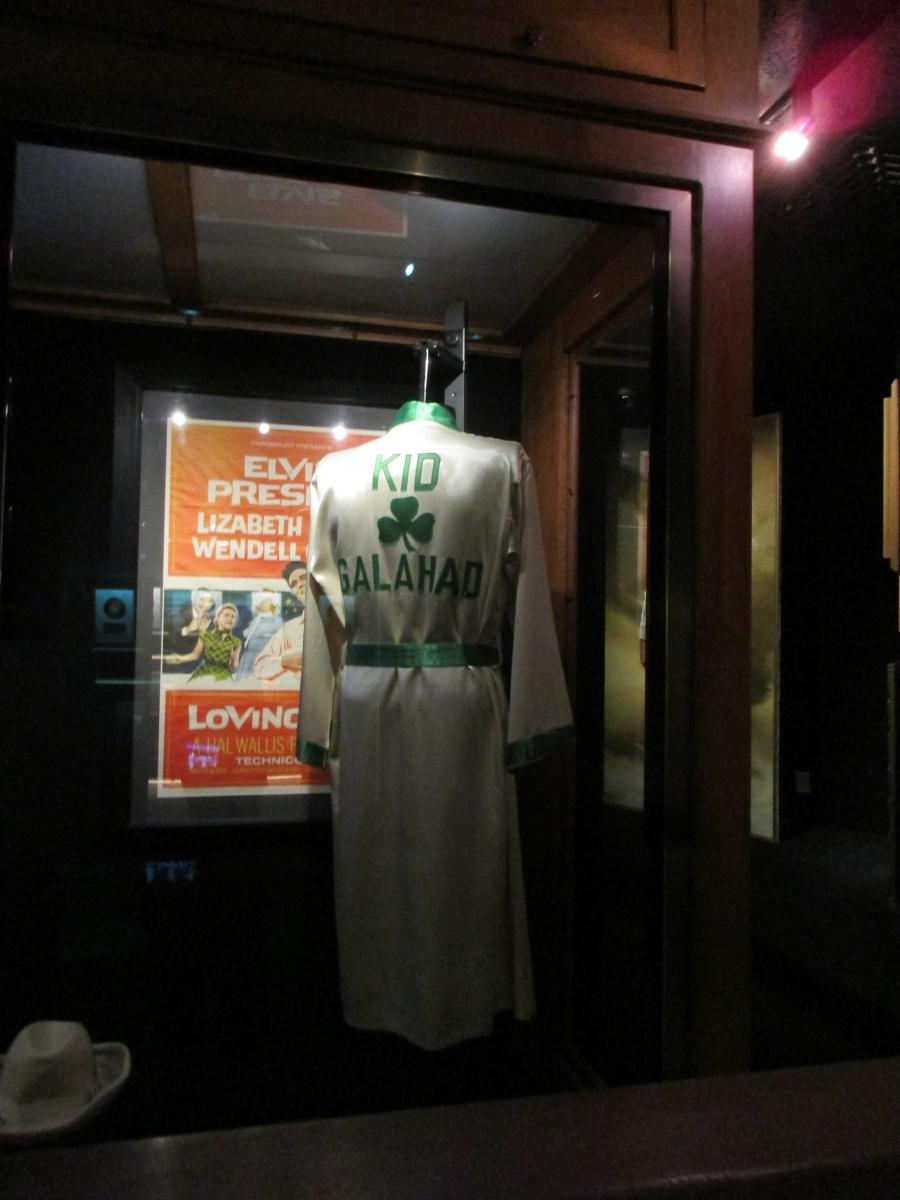 PARAMOUNT PRESENTS
ELVI
PRES
LIZABETH
WENDELL
LOVING
A HAL WALLIS
TECHNICO
KID
GALAHAD